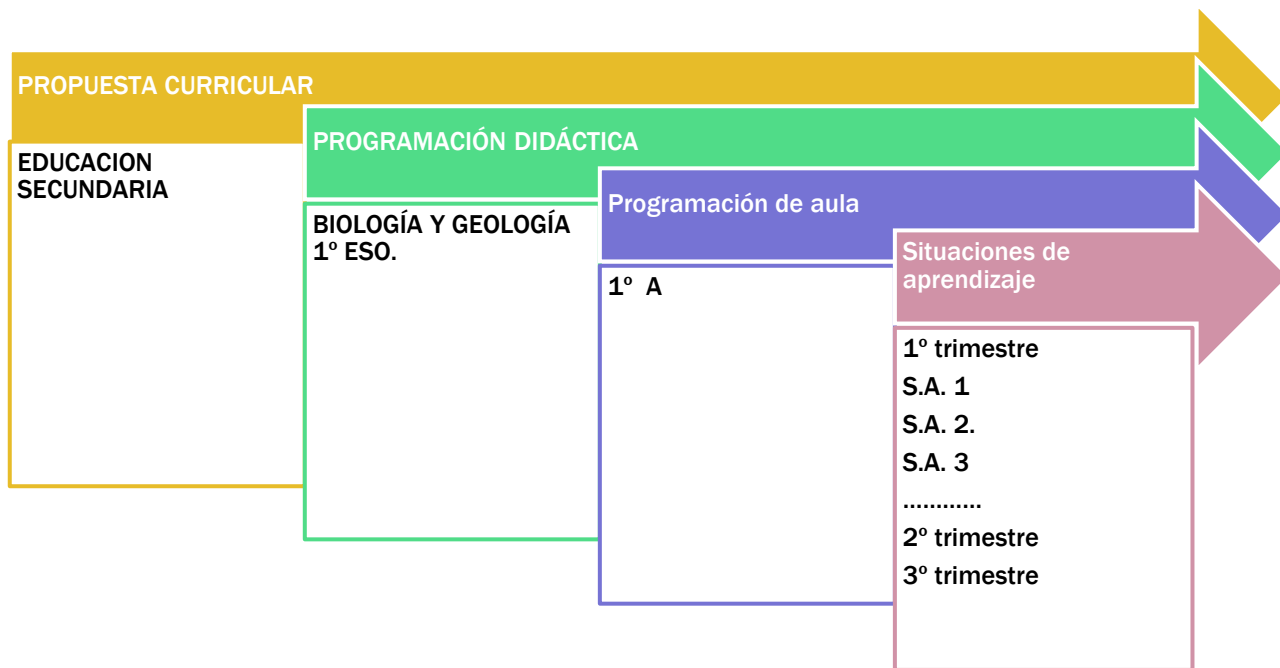 PROPUESTA CURRICULAR
EDUCACION
SECUNDARIA
PROGRAMACIÓN DIDÁCTICA
BIOLOGÍA Y GEOLOGÍA
1º ESO.
Programación de aula
1º A
Situaciones de
aprendizaje
1º trimestre
S.A. 1
S.A. 2.
S.A. 3
............
2º trimestre
3º trimestre